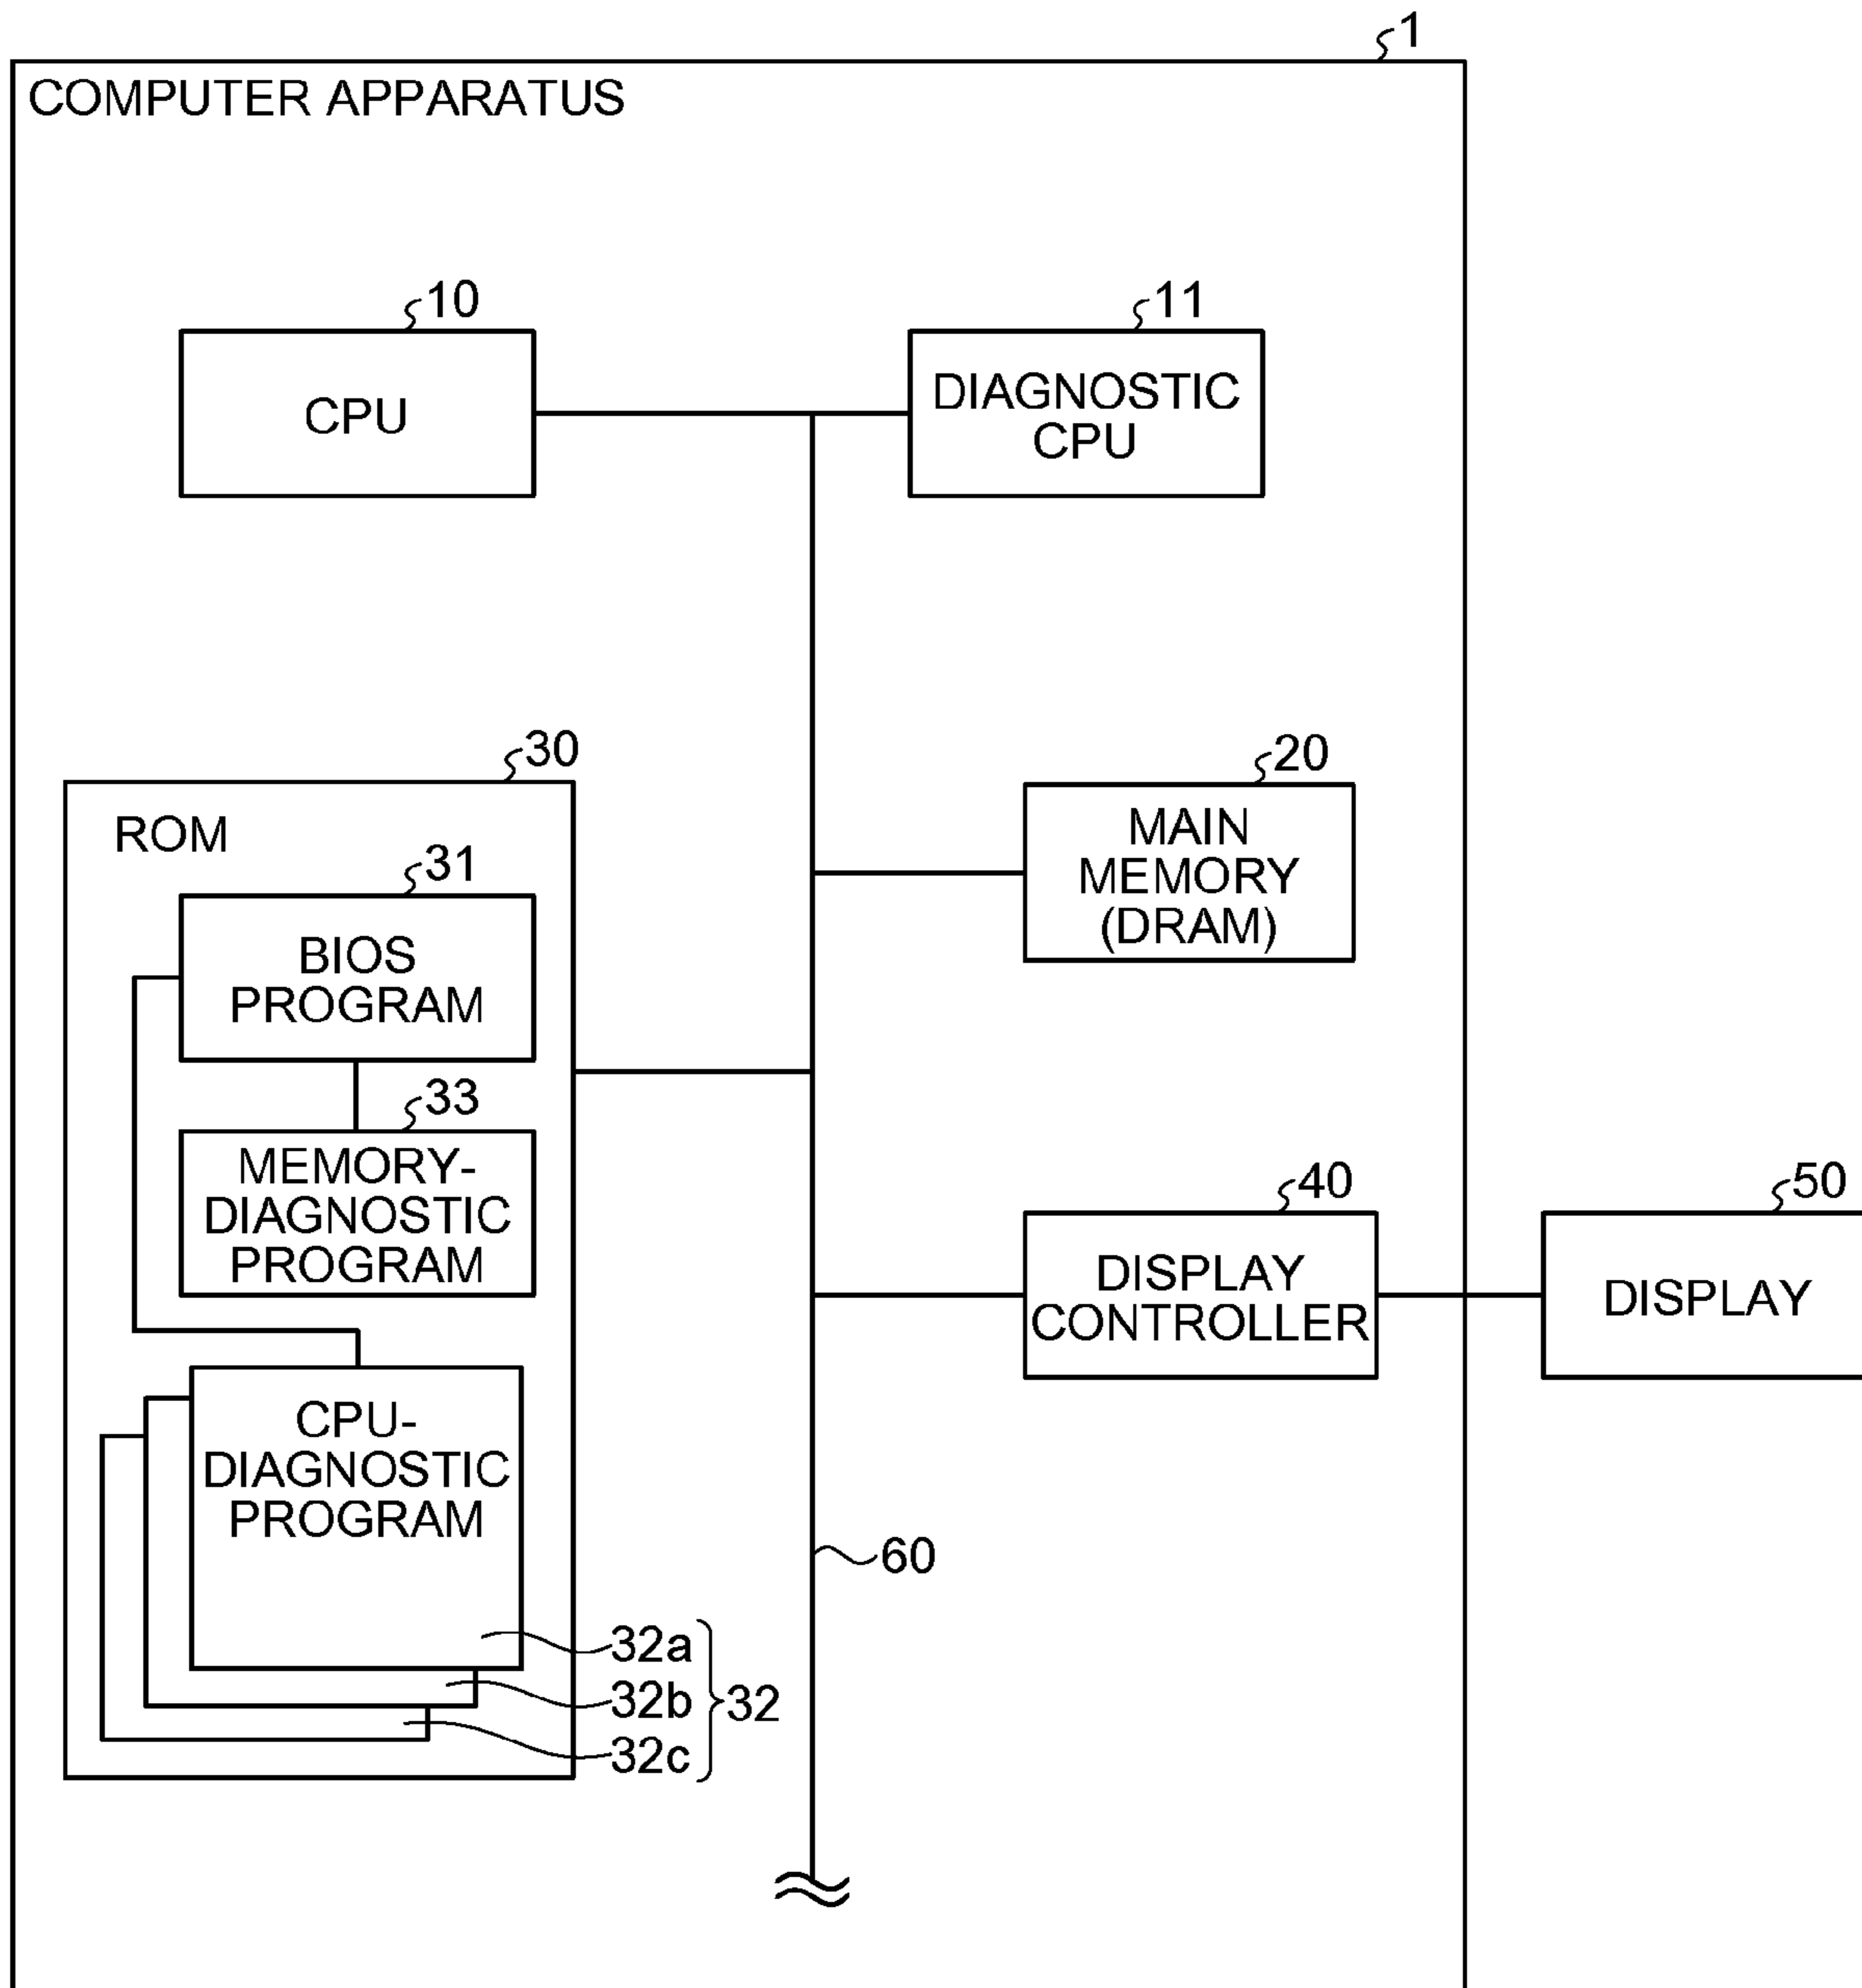 1
COMPUTER APPARATUS
10
CPU
11
DIAGNOSTIC
CPU
30
ROM
31
BIOS
PROGRAM
33
MEMORY-
DIAGNOSTIC
PROGRAM
CPU-
DIAGNOSTIC
PROGRAM
32a
32b
32c
32
20
MAIN
MEMORY
(DRAM)
40
DISPLAY
CONTROLLER
50
DISPLAY
60